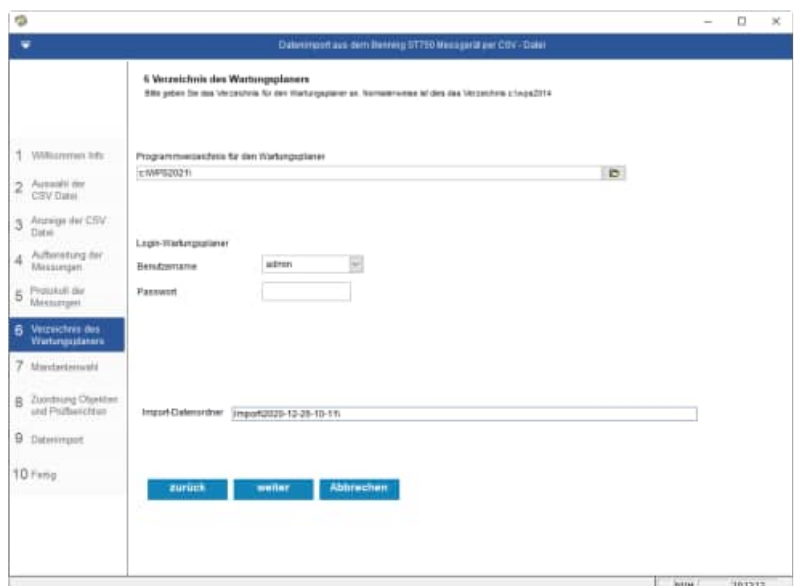 Datenimport aus dem Benning ST750 Messgerät per CSV - Datei
6 Verzeichnis des Wartungsplaners
Bitte geben Sie das Verzeichnis für den Wartungsplaner an. Normalerweise ist dies das Verzeichnis c:\wps2014
1 Willkommen Info
2 Auswahl der
CSV Datei
3 Anzeige der CSV
Datei
4 Aufbereitung der
Messungen
5 Protokoll der
Messungen
6 Verzeichnis des
Wartungsplaners
7 Mandantenwahl
8 Zuordnung Objekten
und Prüfberichten
9 Datenimport
10 Fertig
Programmverzeichnis für den Wartungsplaner
c:\WPS2021\
Login-Wartungsplaner
Benutzername
admin
Passwort
Import-Datenordner
\import\2020-12-28-10-11\
zurück
weiter
Abbrechen
NUM